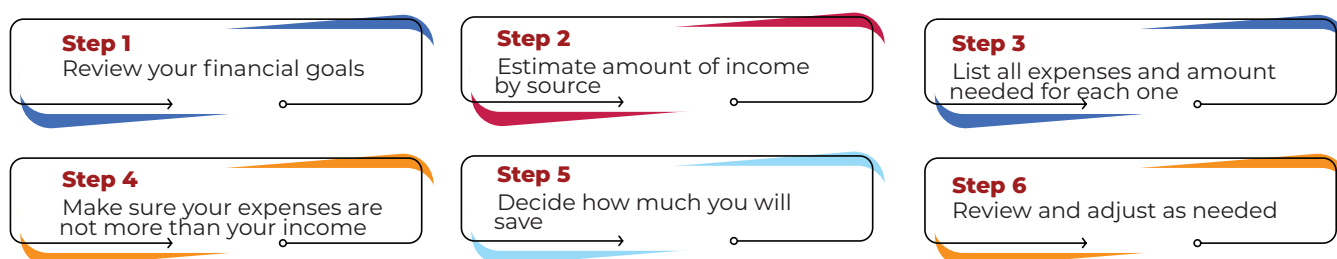 Step 1
Review your financial goals
Step 2
Estimate amount of income
by source
Step 3
List all expenses and amount
needed for each one
Step 4
Make sure your expenses are
not more than your income
Step 5
Decide how much you will
save
Step 6
Review and adjust as needed